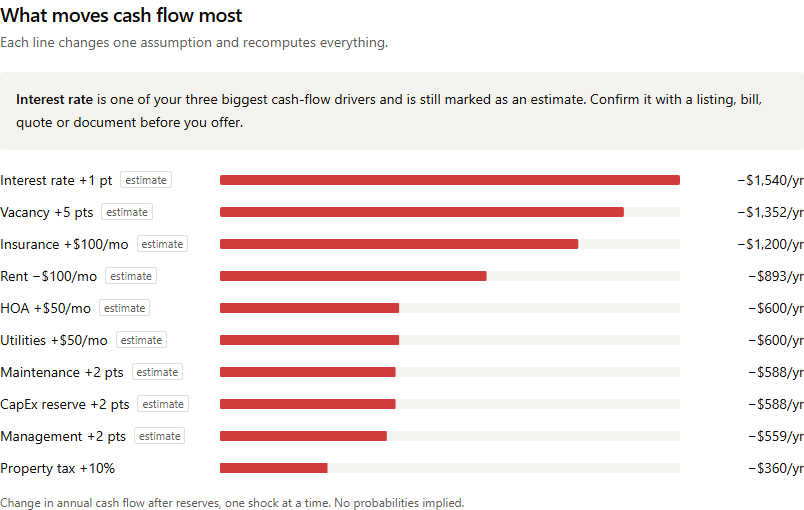 What moves cash flow most
Each line changes one assumption and recomputes everything.
Interest rate is one of your three biggest cash-flow drivers and is still marked as an estimate. Confirm it with a listing, bill,
quote or document before you offer.
Interest rate +1 pt estimate −$1,540/yr
Vacancy +5 pts estimate −$1,352/yr
Insurance +$100/mo estimate −$1,200/yr
Rent −$100/mo estimate −$893/yr
HOA +$50/mo estimate −$600/yr
Utilities +$50/mo estimate −$600/yr
Maintenance +2 pts estimate −$588/yr
CapEx reserve +2 pts estimate −$588/yr
Management +2 pts estimate −$559/yr
Property tax +10% −$360/yr
Change in annual cash flow after reserves, one shock at a time. No probabilities implied.